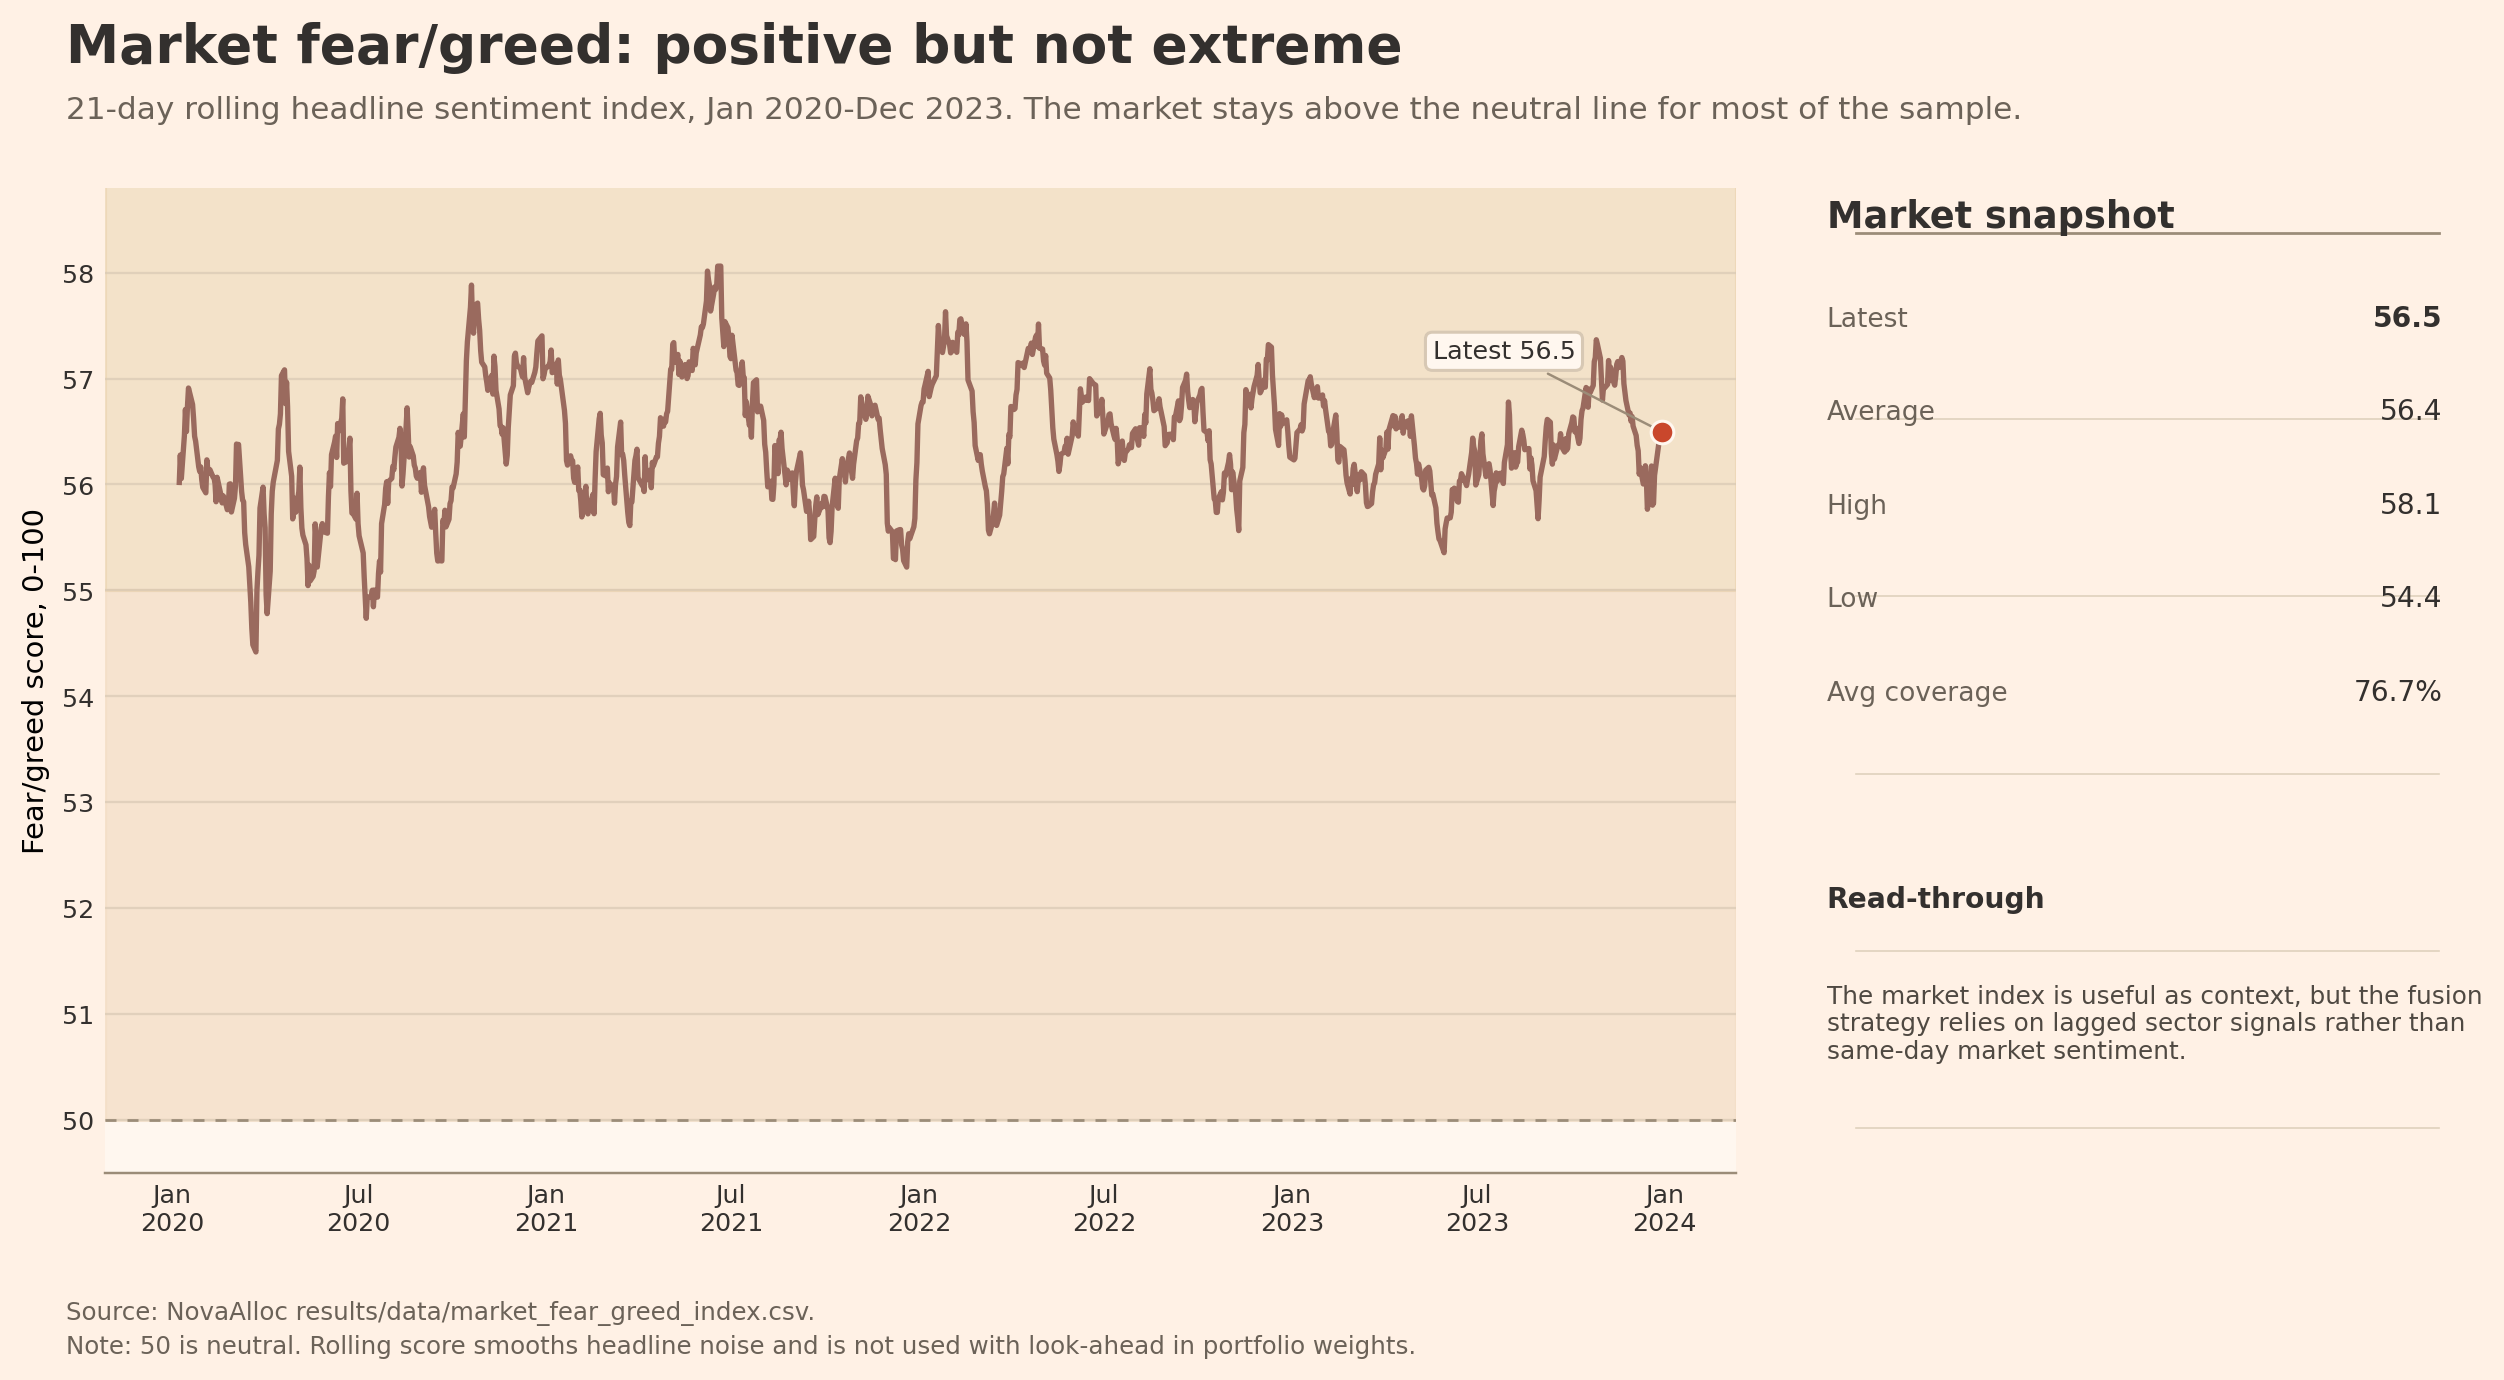 Market fear/greed: positive but not extreme
21-day rolling headline sentiment index, Jan 2020-Dec 2023. The market stays above the neutral line for most of the sample.
Fear/greed score, 0-100
58
57
56
55
54
53
52
51
50
Latest 56.5
Jan 2020
Jul 2020
Jan 2021
Jul 2021
Jan 2022
Jul 2022
Jan 2023
Jul 2023
Jan 2024
Market snapshot
Latest 56.5
Average 56.4
High 58.1
Low 54.4
Avg coverage 76.7%
Read-through
The market index is useful as context, but the fusion
strategy relies on lagged sector signals rather than
same-day market sentiment.
Source: NovaAlloc results/data/market_fear_greed_index.csv.
Note: 50 is neutral. Rolling score smooths headline noise and is not used with look-ahead in portfolio weights.